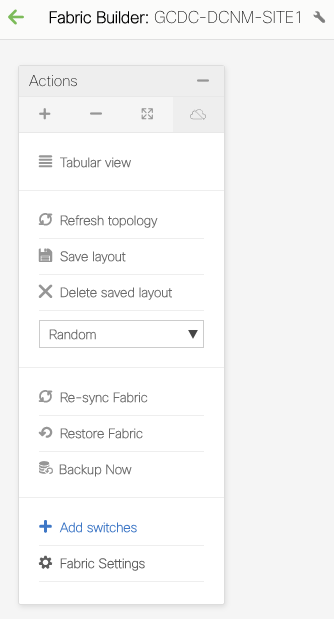 Fabric Builder: GCDC-DCNM-SITE1
Actions
Tabular view
Refresh topology
Save layout
Delete saved layout
Random
Re-sync Fabric
Restore Fabric
Backup Now
Add switches
Fabric Settings